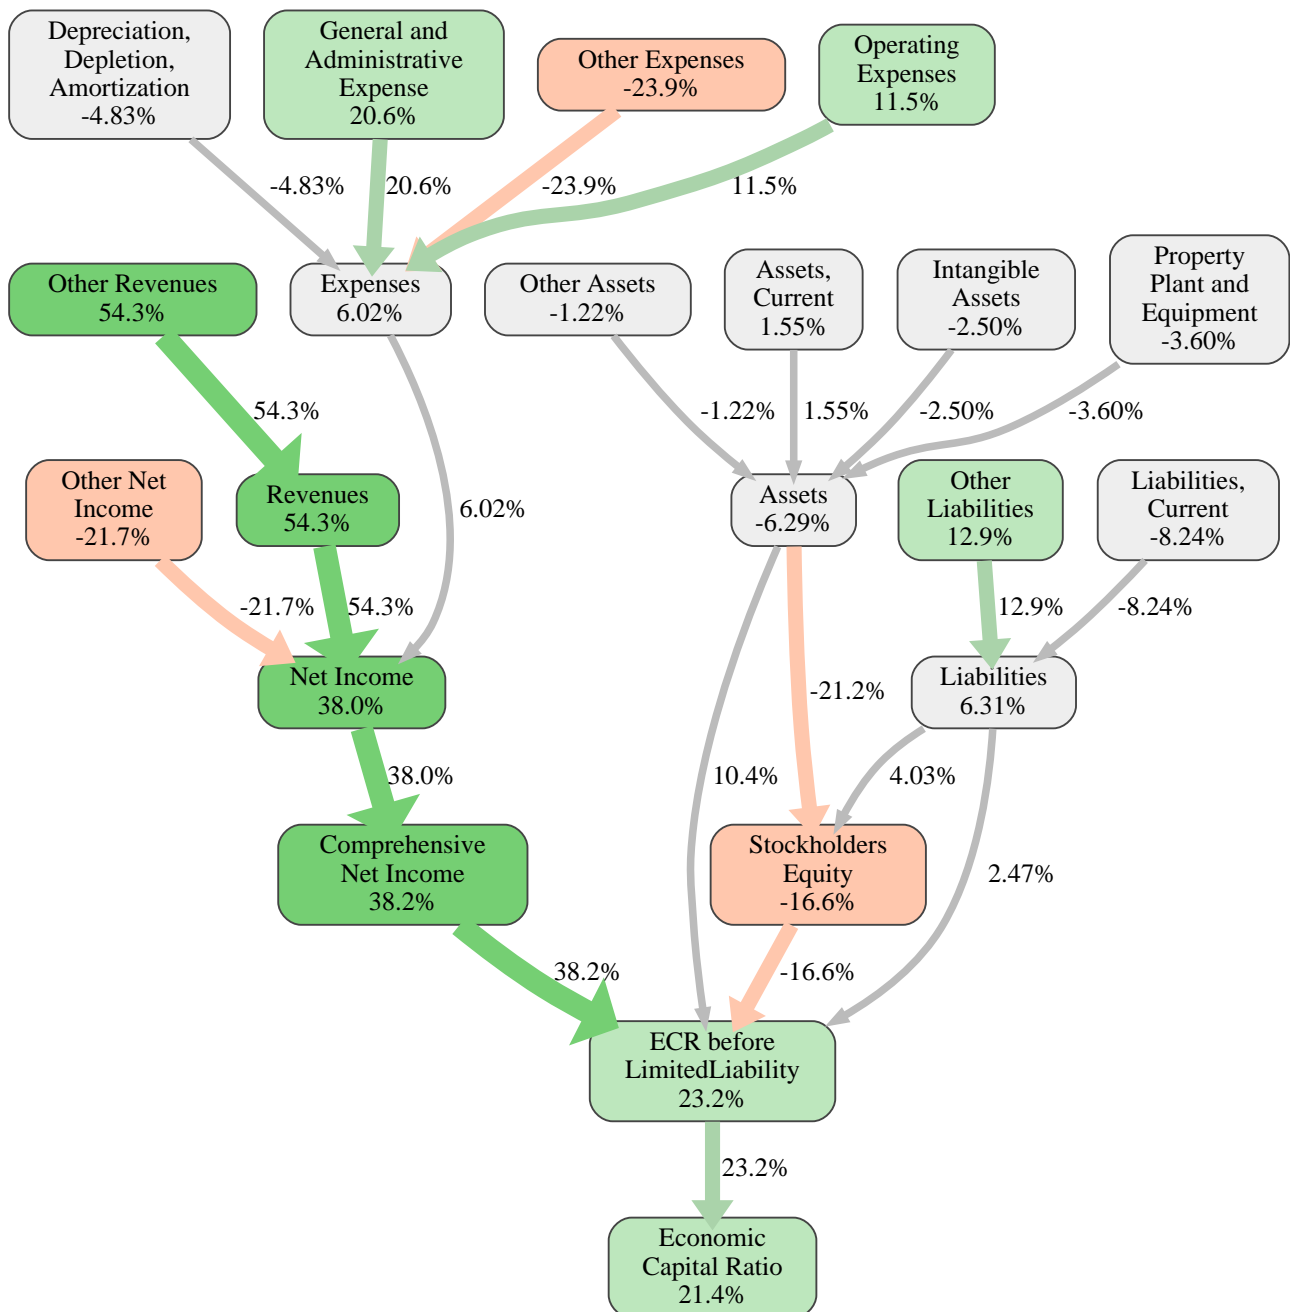 Depreciation,
Depletion,
Amortization
-4.83%
General and
Administrative
Expense
20.6%
Other Expenses
-23.9%
Operating
Expenses
11.5%
-4.83%
20.6%
-23.9%
11.5%
Other Revenues
54.3%
Expenses
6.02%
Other Assets
-1.22%
Assets,
Current
1.55%
Intangible
Assets
-2.50%
Property
Plant and
Equipment
-3.60%
54.3%
-1.22%
1.55%
-2.50%
-3.60%
Other Net
Income
-21.7%
Revenues
54.3%
6.02%
Assets
-6.29%
Other
Liabilities
12.9%
Liabilities,
Current
-8.24%
-21.7%
54.3%
12.9%
-8.24%
Net Income
38.0%
-21.2%
Liabilities
6.31%
38.0%
10.4%
4.03%
Comprehensive
Net Income
38.2%
Stockholders
Equity
-16.6%
2.47%
38.2%
-16.6%
ECR before
LimitedLiability
23.2%
23.2%
Economic
Capital Ratio
21.4%